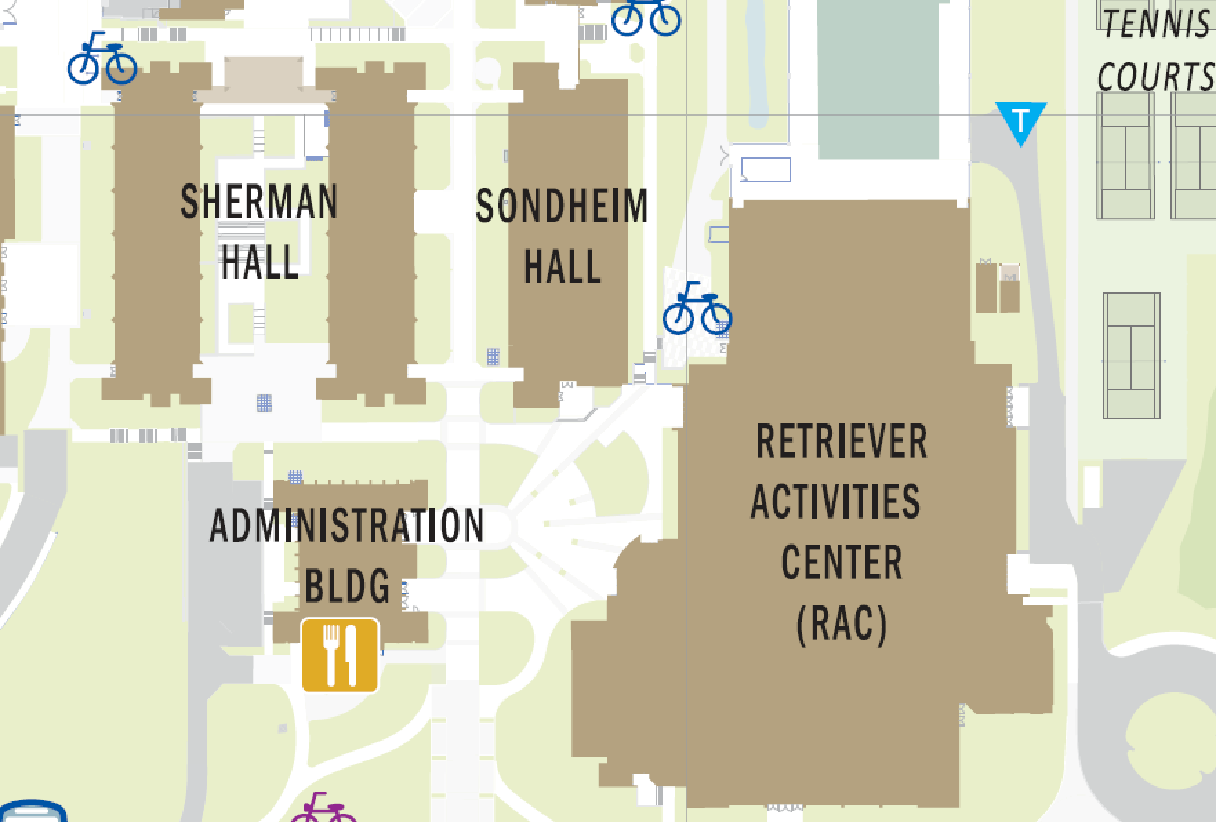 TENNIS
COURTS
T
SHERMAN
HALL
SONDHEIM
HALL
RETRIEVER
ACTIVITIES
CENTER
(RAC)
ADMINISTRATION
BLDG